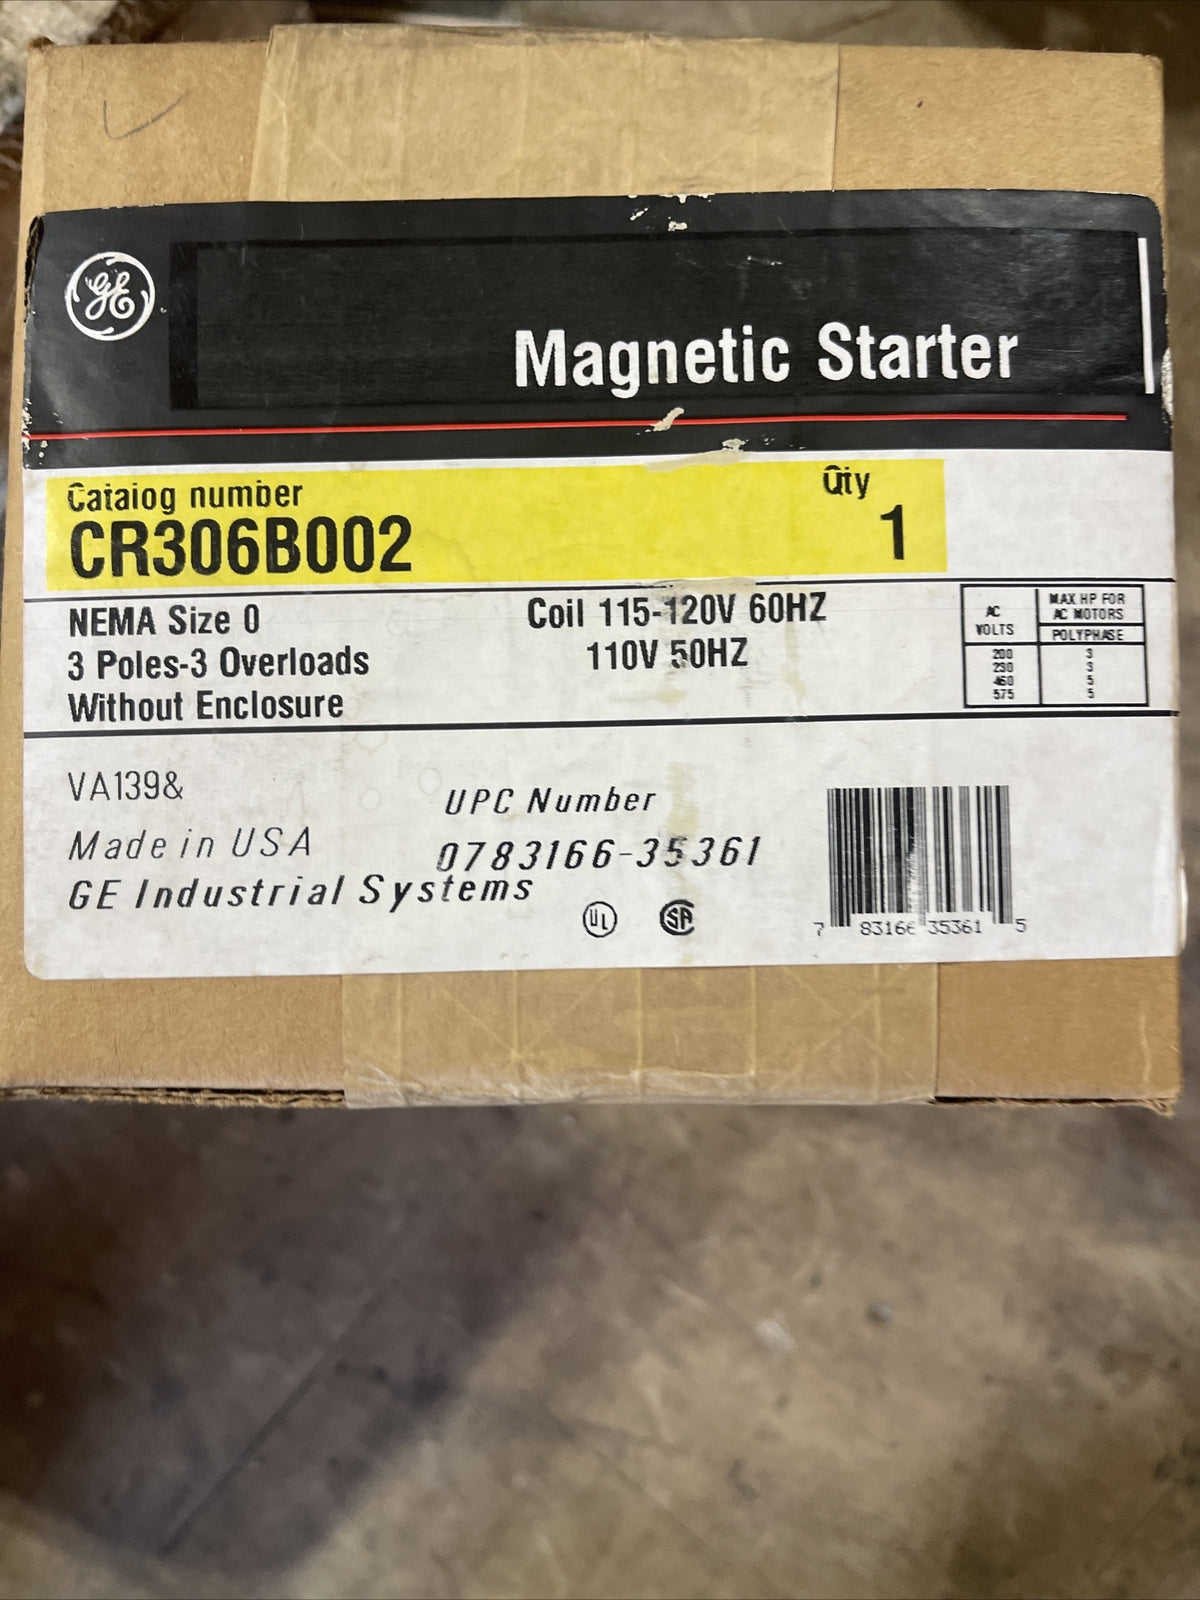 GE
Magnetic Starter
Catalog number
Qty
CR306B002
1
NEMA Size 0
3 Poles-3 Overloads
Without Enclosure
Coil 115-120V 60HZ
110V 50HZ
AC VOLTS
MAX HP FOR
AC MOTORS
POLYPHASE
200 3
230 3
460 5
575 5
VA139&
Made in USA
GE Industrial Systems
UPC Number
0783166-35361
UL
SA
7 83166 35361 5